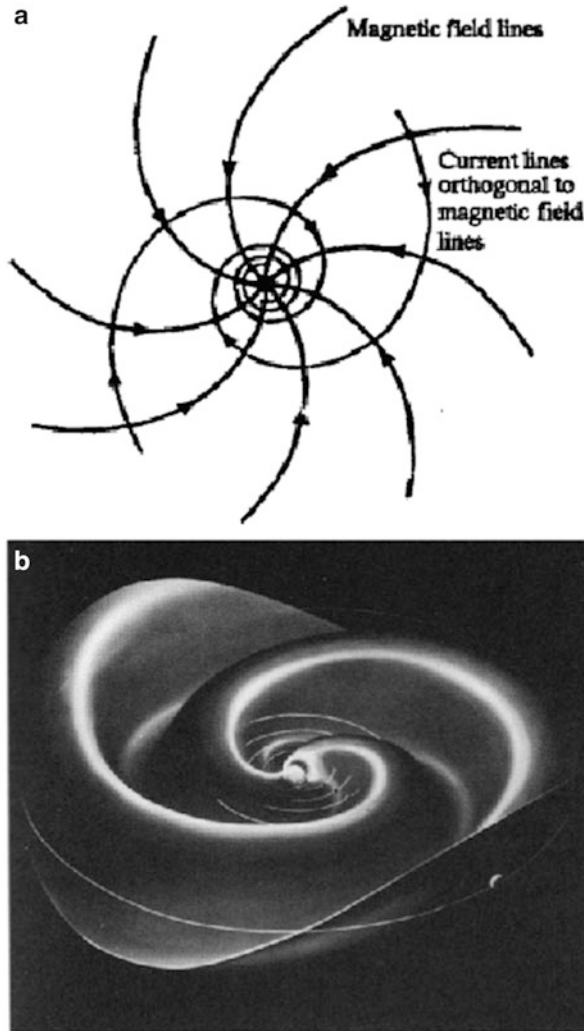 a
Magnetic field lines
Current lines
orthogonal to
magnetic field
lines
b